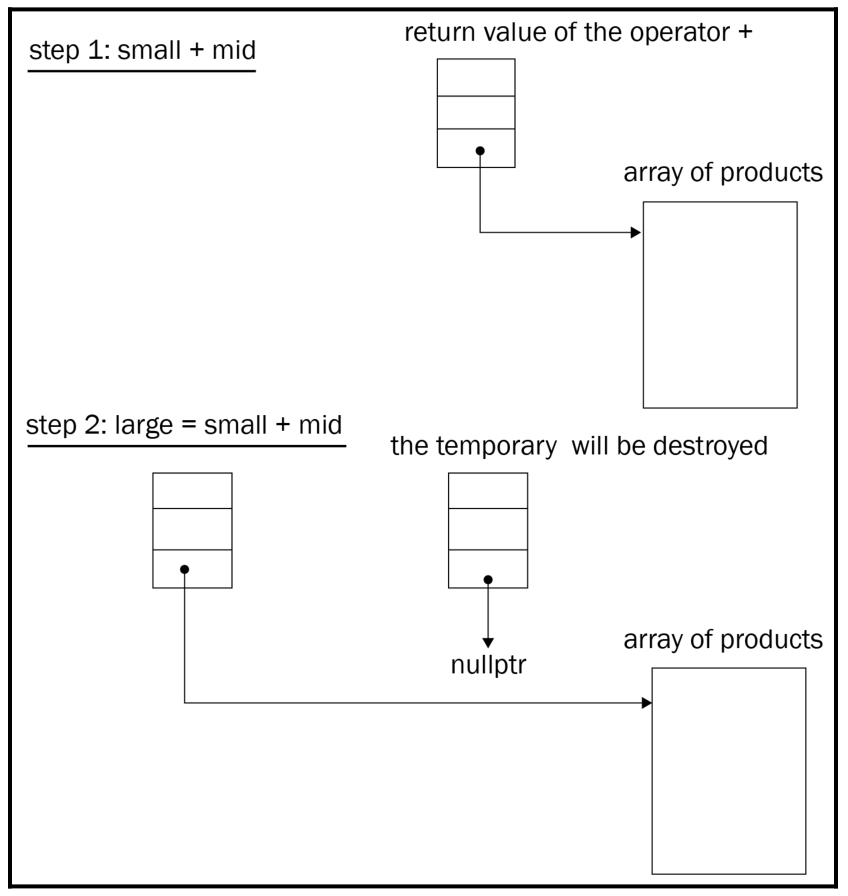 step 1: small + mid
return value of the operator +
array of products
step 2: large = small + mid
the temporary will be destroyed
nullptr
array of products